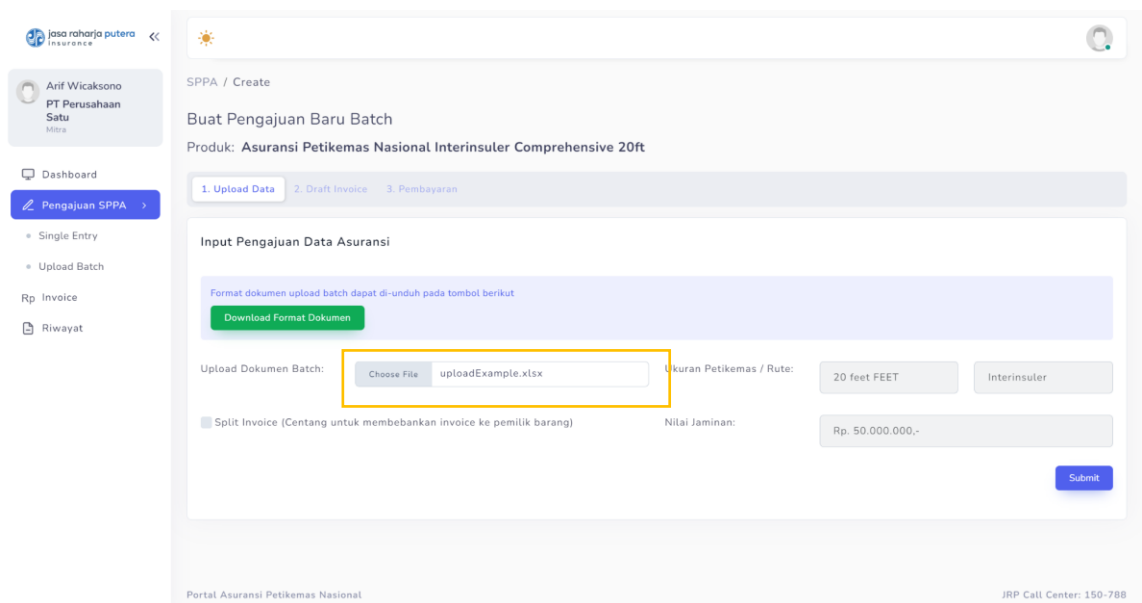 jasa raharja putera
insurance
Arif Wicaksono
PT Perusahaan
Satu
Mitra
Dashboard
Pengajuan SPPA
Single Entry
Upload Batch
Rp Invoice
Riwayat
SPPA / Create
Buat Pengajuan Baru Batch
Produk: Asuransi Petikemas Nasional Interinsuler Comprehensive 20ft
1. Upload Data 2. Draft Invoice 3. Pembayaran
Input Pengajuan Data Asuransi
Format dokumen upload batch dapat di-unduh pada tombol berikut
Download Format Dokumen
Upload Dokumen Batch: Choose File uploadExample.xlsx Ukuran Petikemas / Rute: 20 feet FEET Interinsuler
Split Invoice (Centang untuk membebankan invoice ke pemilik barang) Nilai Jaminan: Rp. 50.000.000,-
Submit
Portal Asuransi Petikemas Nasional JRP Call Center: 150-788